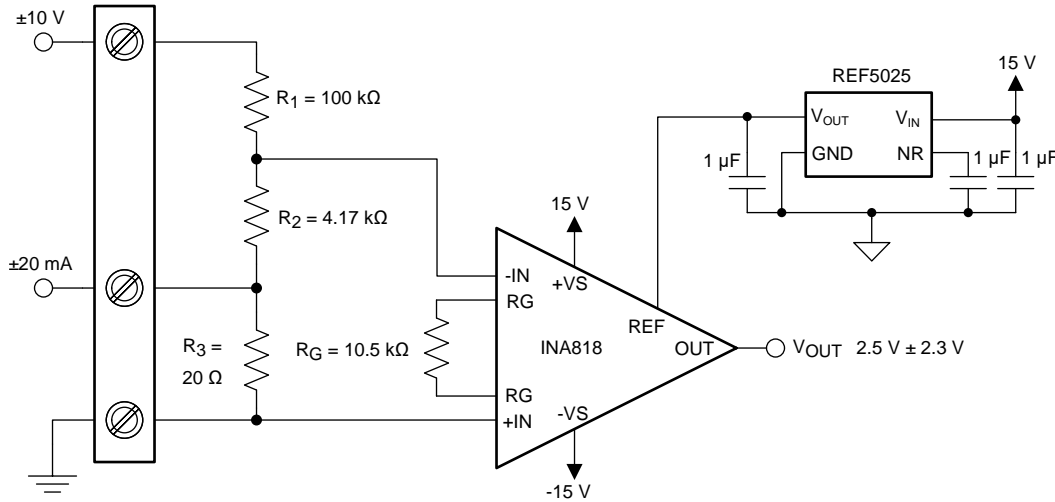 ±10 V
R1 = 100 kΩ
R2 = 4.17 kΩ
±20 mA
R3 =
20 Ω
RG = 10.5 kΩ
-IN
RG
RG
+IN
15 V
+VS
REF
INA818
OUT
-VS
-15 V
VOUT 2.5 V ± 2.3 V
REF5025
VOUT
VIN
GND
NR
15 V
1 µF
1 µF
1 µF